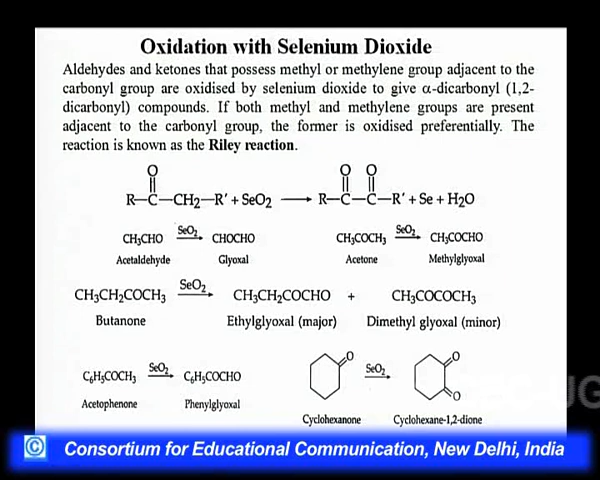 Oxidation with Selenium Dioxide
Aldehydes and ketones that possess methyl or methylene group adjacent to the
carbonyl group are oxidised by selenium dioxide to give α-dicarbonyl (1,2-
dicarbonyl) compounds. If both methyl and methylene groups are present
adjacent to the carbonyl group, the former is oxidised preferentially. The
reaction is known as the Riley reaction.
O O O
R—C—CH2—R′ + SeO2 ⟶ R—C—C—R′ + Se + H2O
CH3CHO SeO2→ CHOCHO CH3COCH3 SeO2→ CH3COCHO
Acetaldehyde Glyoxal Acetone Methylglyoxal
CH3CH2COCH3 SeO2→ CH3CH2COCHO + CH3COCOCH3
Butanone Ethylglyoxal (major) Dimethyl glyoxal (minor)
C6H5COCH3 SeO2→ C6H5COCHO O SeO2→ O
O
Acetophenone Phenylglyoxal
Cyclohexanone Cyclohexane-1,2-dione
© Consortium for Educational Communication, New Delhi, India